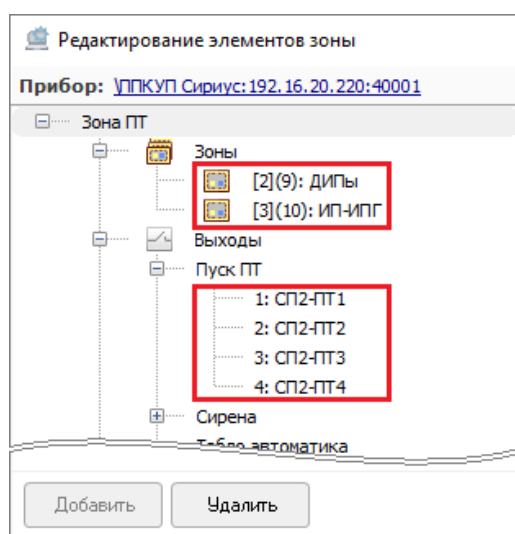 Редактирование элементов зоны
Прибор: \ППКУП Сириус:192.16.20.220:40001
Зона ПТ
Зоны
[2](9): ДИПы
[3](10): ИП-ИПГ
Выходы
Пуск ПТ
1: СП2-ПТ1
2: СП2-ПТ2
3: СП2-ПТ3
4: СП2-ПТ4
Сирена
Табло автоматика
Добавить Удалить